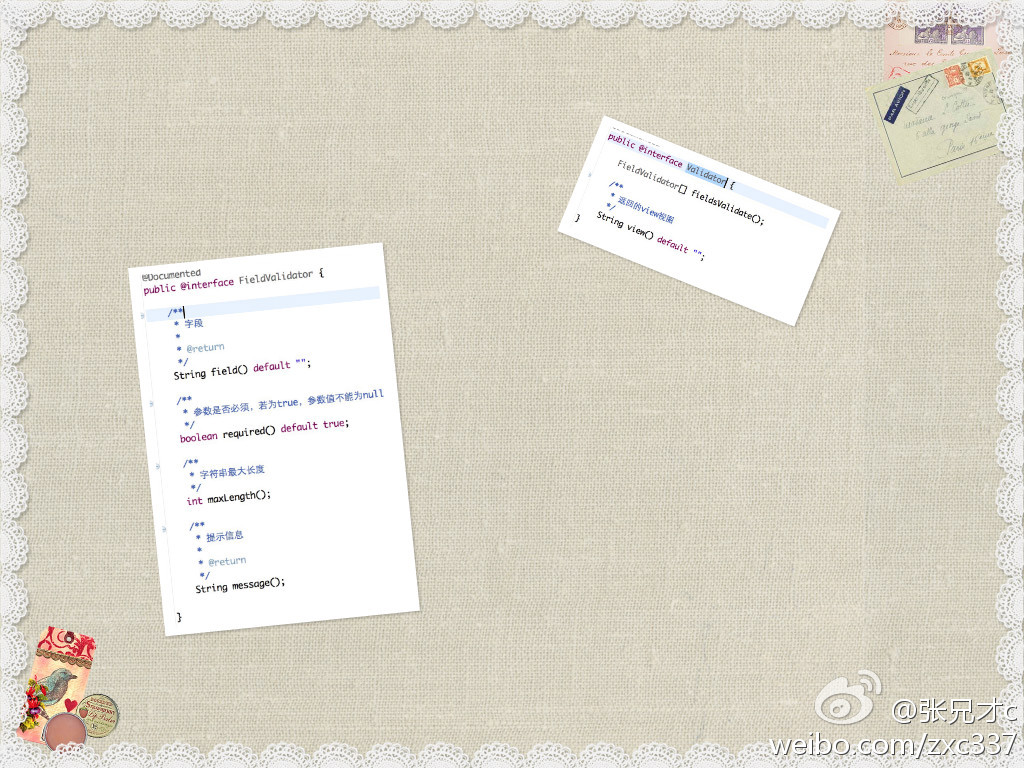 @Documented
public @interface FieldValidator {
/**
* 字段
*
* @return
*/
String field() default "";
/**
* 参数是否必须，若为true，参数值不能为null
*/
boolean required() default true;
/**
* 字符串最大长度
*/
int maxLength();
/**
* 提示信息
*
* @return
*/
String message();
}
public @interface Validator {
FieldValidator[] fieldsValidate();
/**
* 返回的view视图
*/
String view() default "";
}
PAR AVION
@张兄才c
weibo.com/zxc337